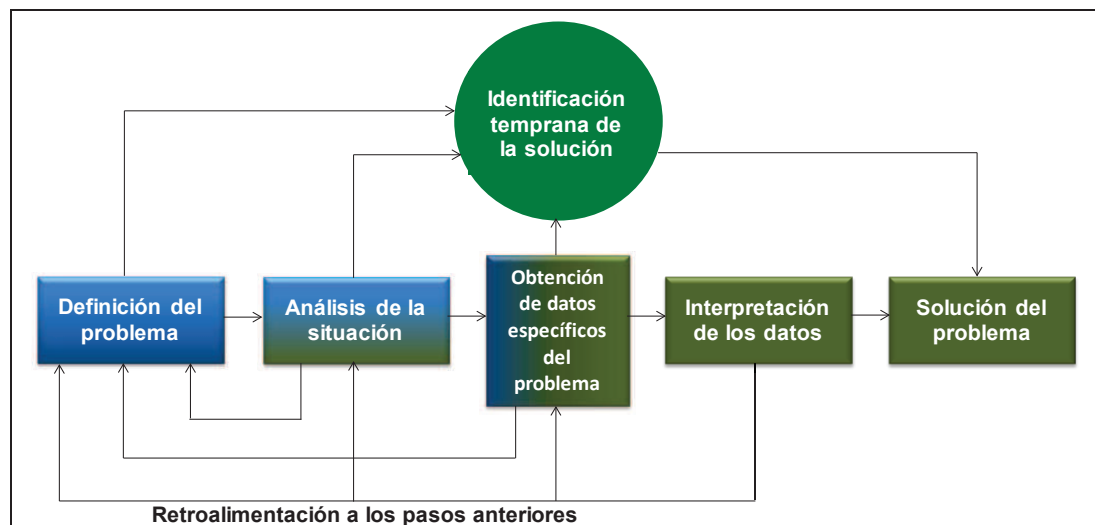 Identificación
temprana de
la solución
Definición del
problema
Análisis de la
situación
Obtención
de datos
específicos
del
problema
Interpretación
de los datos
Solución del
problema
Retroalimentación a los pasos anteriores